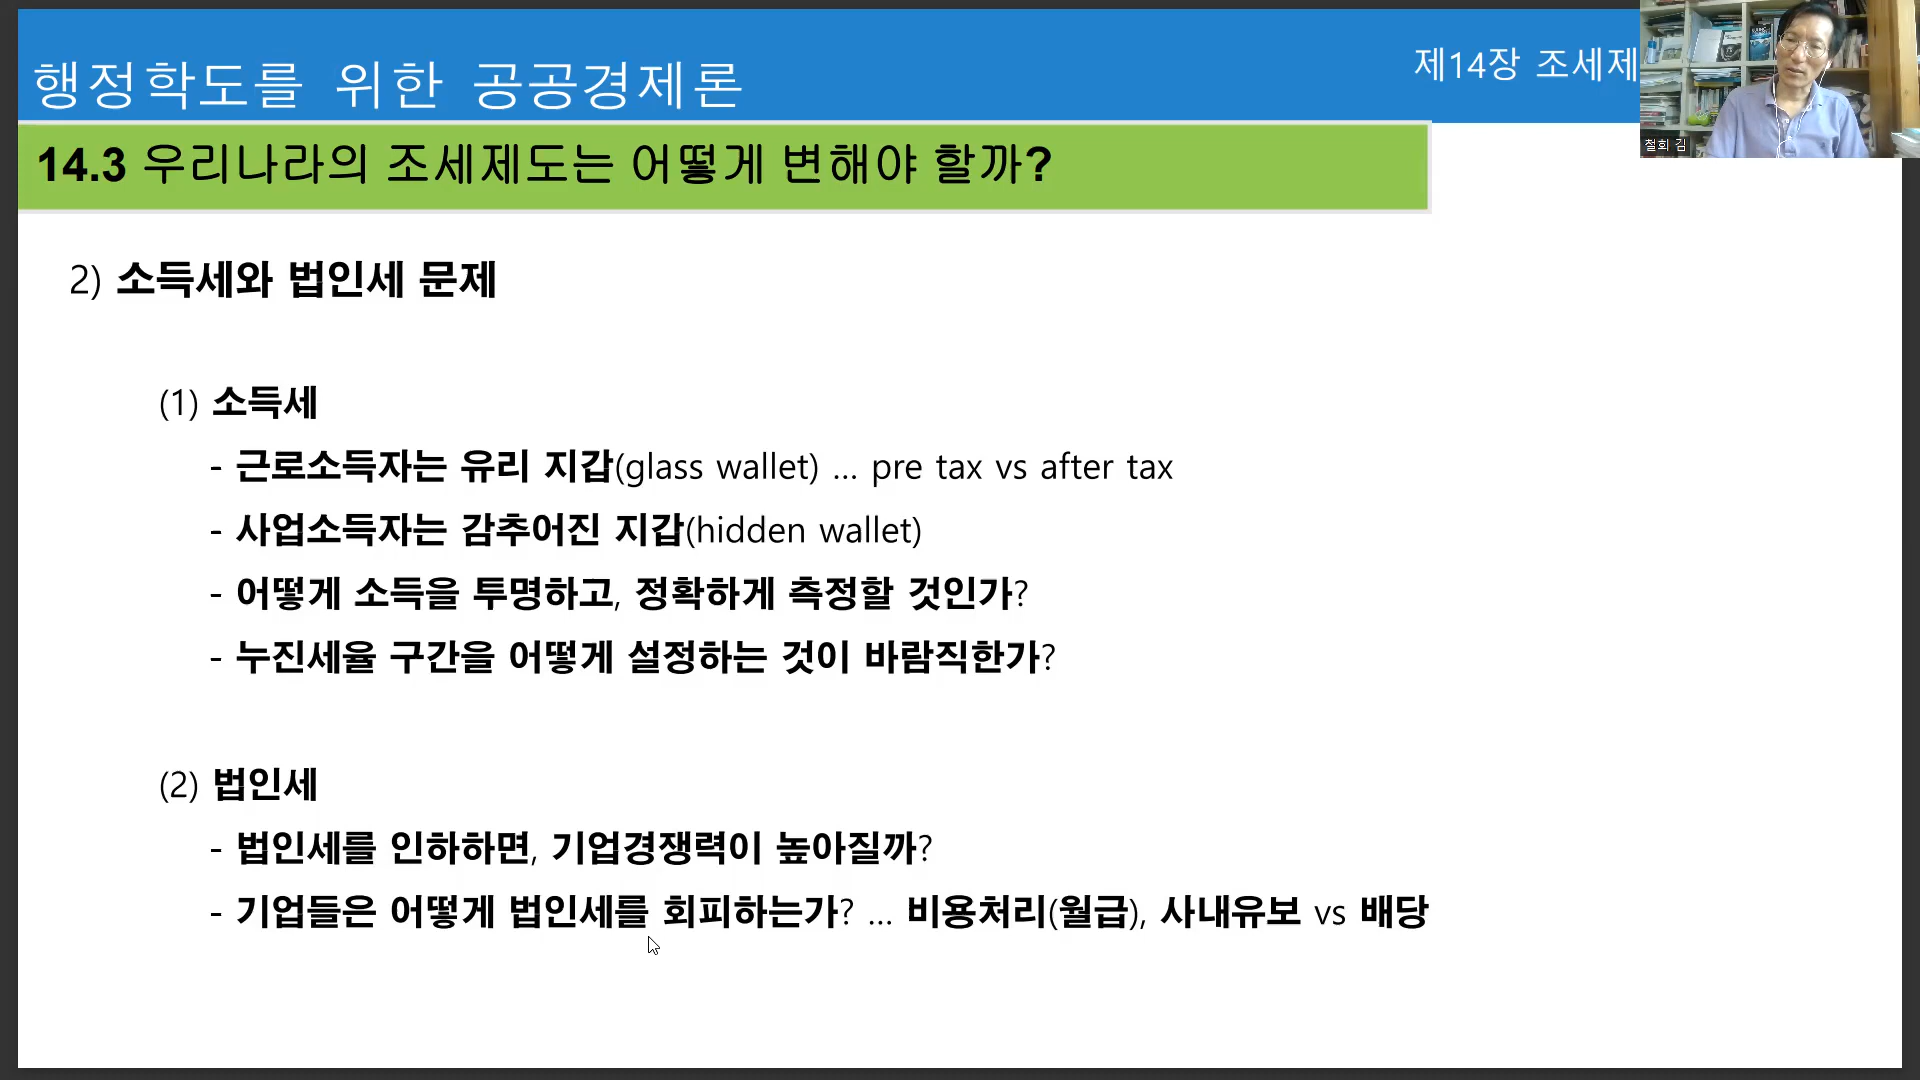 행정학도를 위한 공공경제론
제14장 조세제
철회 김
14.3 우리나라의 조세제도는 어떻게 변해야 할까?
2) 소득세와 법인세 문제
(1) 소득세
- 근로소득자는 유리 지갑(glass wallet) ... pre tax vs after tax
- 사업소득자는 감추어진 지갑(hidden wallet)
- 어떻게 소득을 투명하고, 정확하게 측정할 것인가?
- 누진세율 구간을 어떻게 설정하는 것이 바람직한가?
(2) 법인세
- 법인세를 인하하면, 기업경쟁력이 높아질까?
- 기업들은 어떻게 법인세를 회피하는가? ... 비용처리(월급), 사내유보 vs 배당